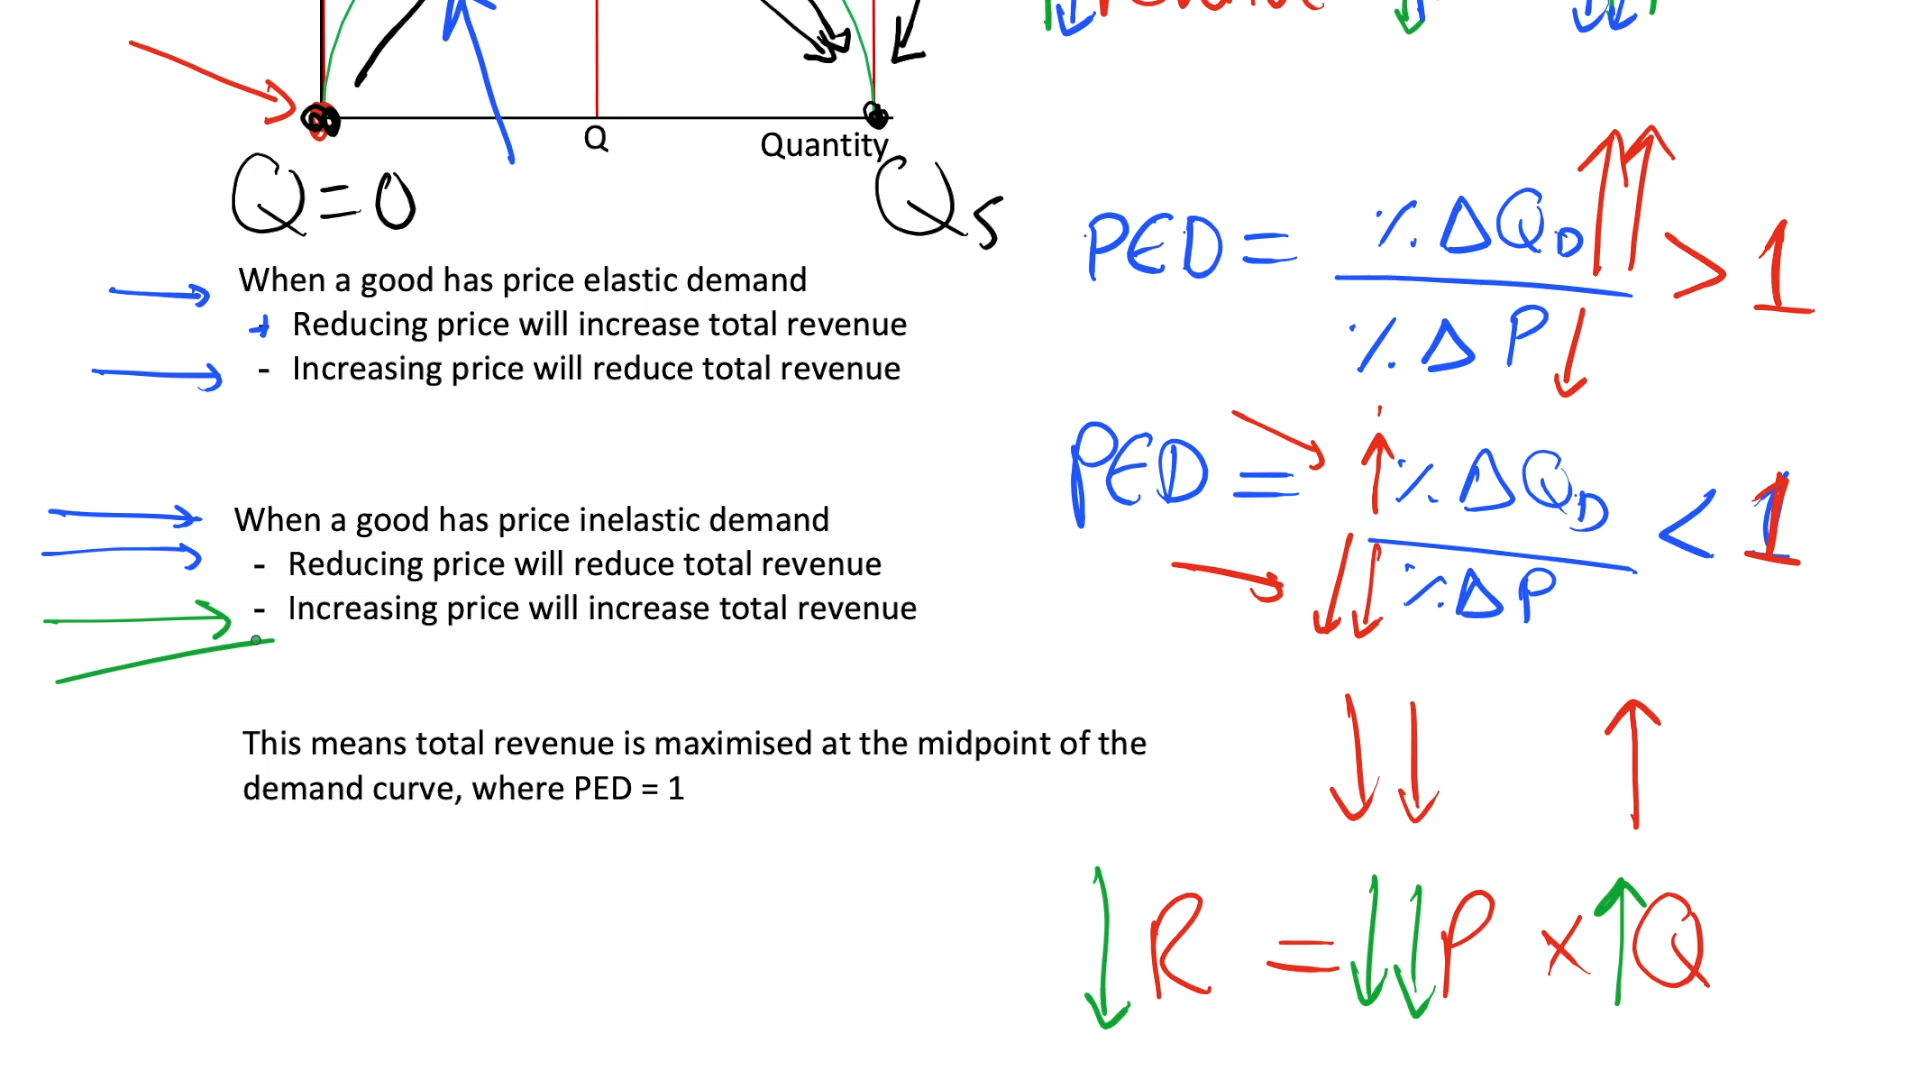 Q Quantity
Q=0 Qs
When a good has price elastic demand
Reducing price will increase total revenue
- Increasing price will reduce total revenue
PED = % ΔQD > 1
% Δ P
When a good has price inelastic demand
- Reducing price will reduce total revenue
- Increasing price will increase total revenue
PED = % ΔQD < 1
% Δ P
This means total revenue is maximised at the midpoint of the
demand curve, where PED = 1
↓R = ↓↓P × ↑Q